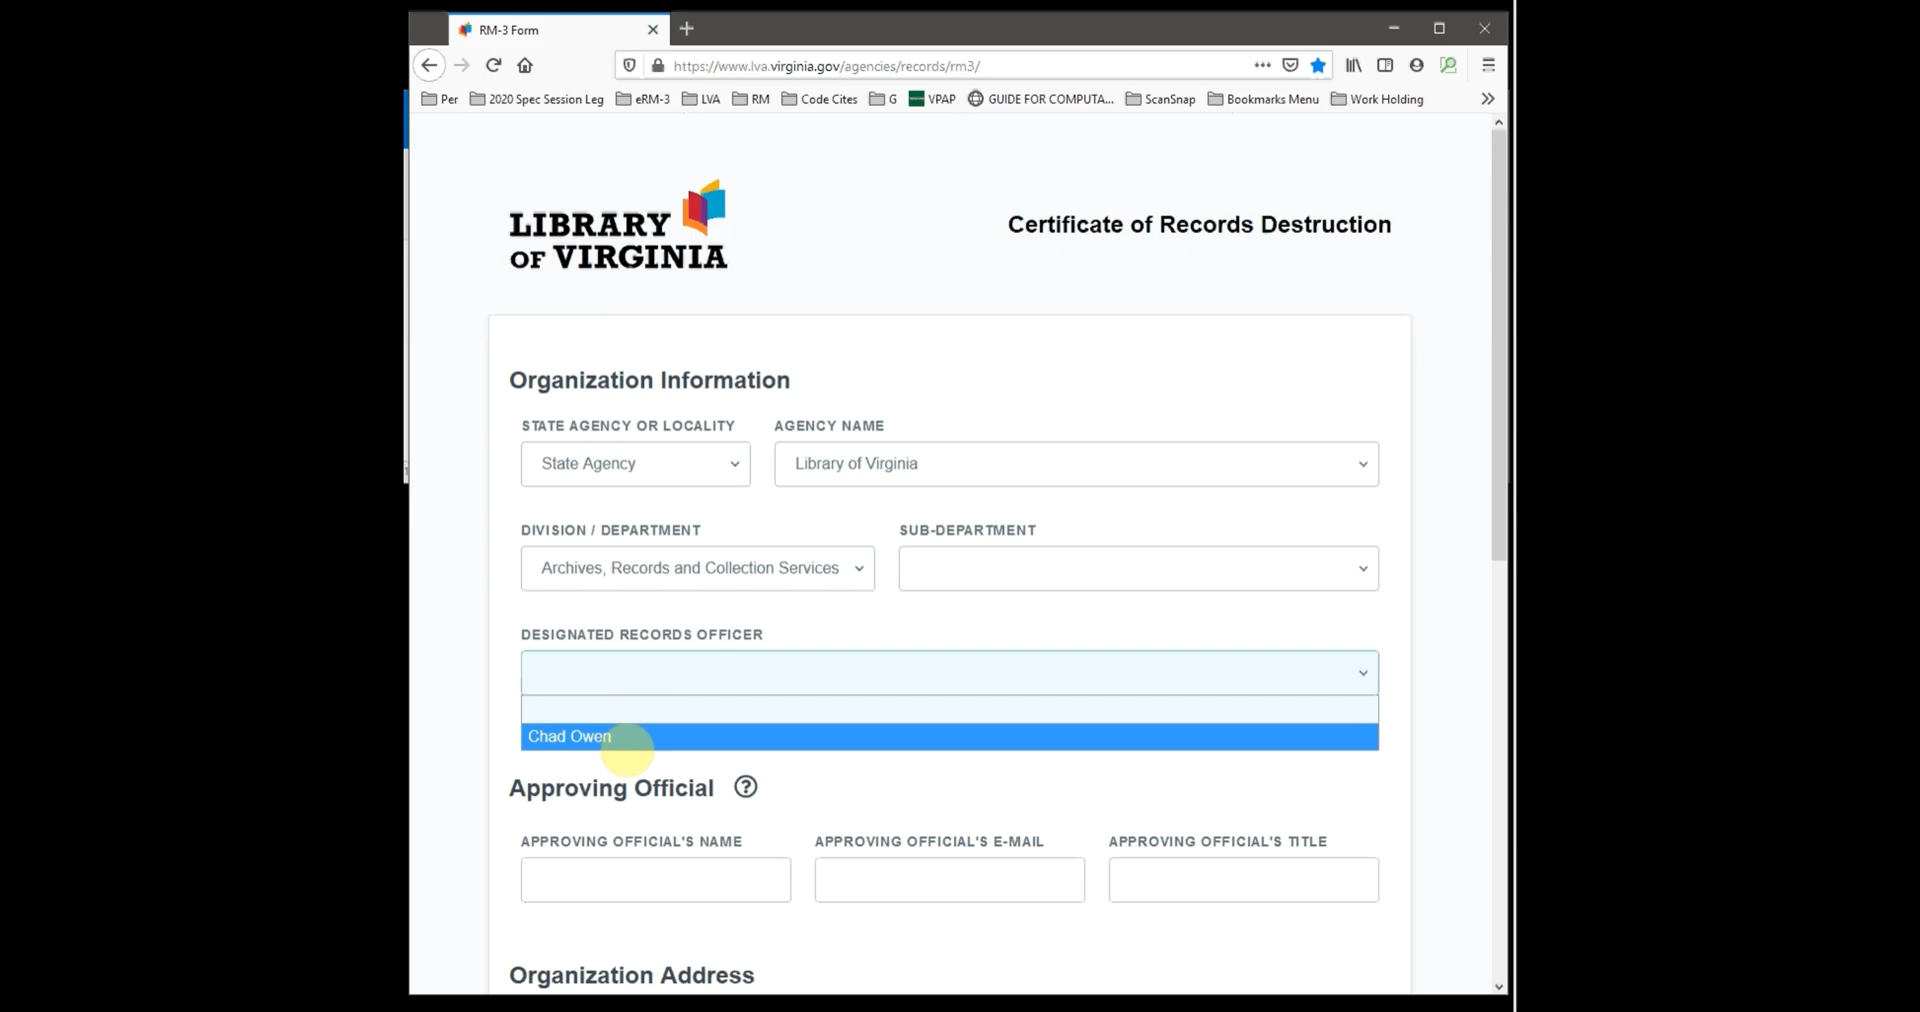 RM-3 Form
https://www.lva.virginia.gov/agencies/records/rm3/
Per 2020 Spec Session Leg eRM-3 LVA RM Code Cites G VPAP GUIDE FOR COMPUTA... ScanSnap Bookmarks Menu Work Holding
LIBRARY
OF VIRGINIA
Certificate of Records Destruction
Organization Information
STATE AGENCY OR LOCALITY AGENCY NAME
State Agency Library of Virginia
DIVISION / DEPARTMENT SUB-DEPARTMENT
Archives, Records and Collection Services
DESIGNATED RECORDS OFFICER
Chad Owen
Approving Official ?
APPROVING OFFICIAL'S NAME APPROVING OFFICIAL'S E-MAIL APPROVING OFFICIAL'S TITLE
Organization Address